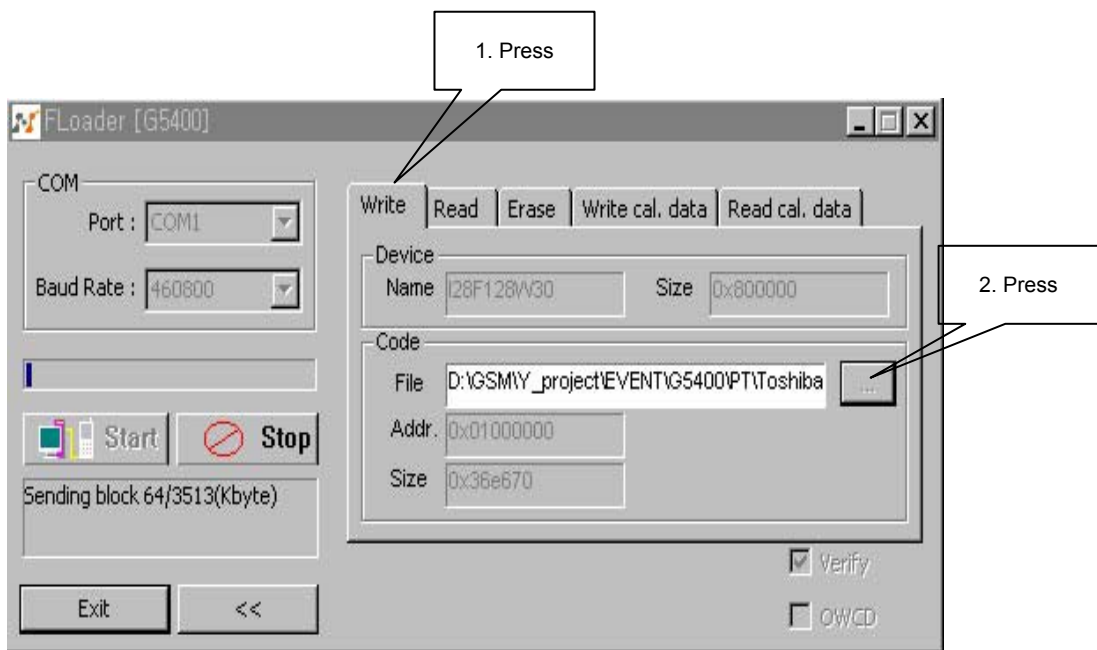 1. Press
FLoader [G5400]
COM
Port : COM1
Baud Rate : 460800
Start
Stop
Sending block 64/3513(Kbyte)
Exit
<<
Write
Read
Erase
Write cal. data
Read cal. data
Device
Name I28F128W30
Size 0x800000
2. Press
Code
File D:\GSM\Y_project\EVENT\G5400\PT\Toshiba
...
Addr. 0x01000000
Size 0x36e670
Verify
OWCD